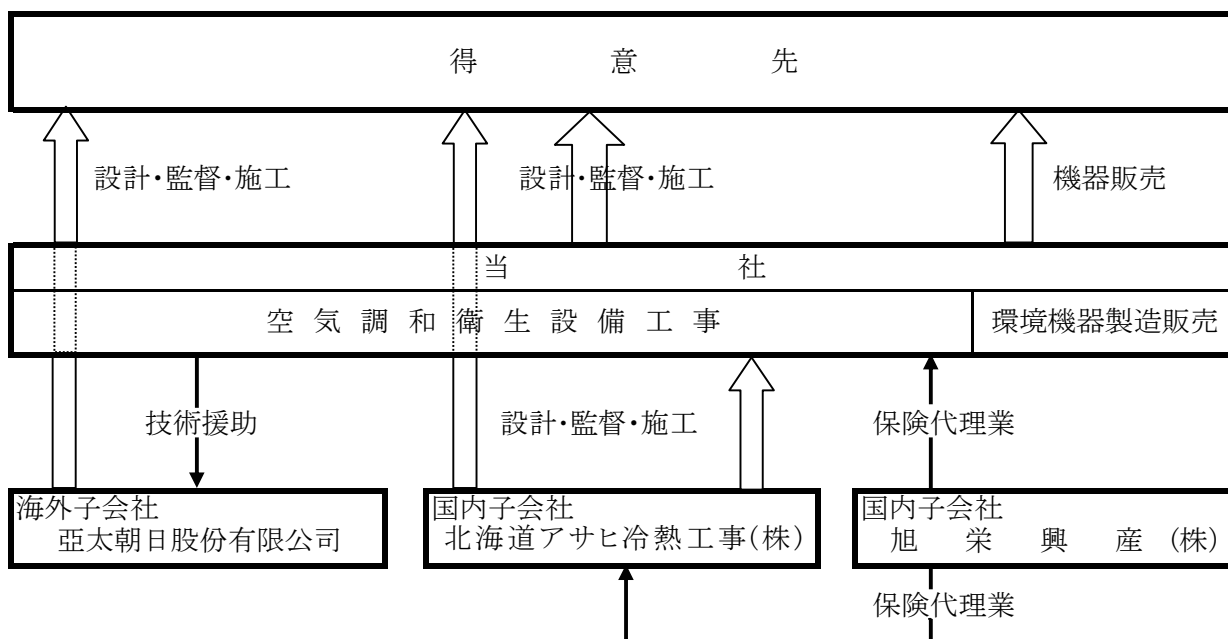 得意先
設計・監督・施工
設計・監督・施工
機器販売
当社
空気調和衛生設備工事
環境機器製造販売
技術援助
設計・監督・施工
保険代理業
海外子会社
亞太朝日股份有限公司
国内子会社
北海道アサヒ冷熱工事(株)
国内子会社
旭栄興産(株)
保険代理業